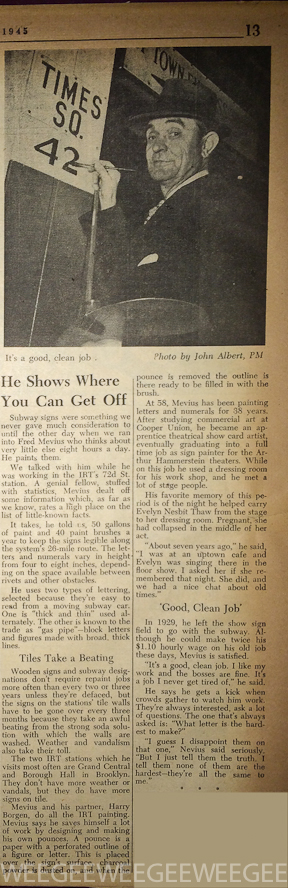 1945
13
TOWN
TIMES
SQ.
42
It's a good, clean job .
Photo by John Albert, PM
He Shows Where
You Can Get Off
Subway signs were something we
never gave much consideration to
until the other day when we ran
into Fred Mevius who thinks about
very little else eight hours a day.
He paints them.
We talked with him while he
was working in the IRT's 72d St.
station. A genial fellow, stuffed
with statistics, Mevius dealt off
some information which, as far as
we know, rates a high place on the
list of little-known facts.
It takes, he told us, 50 gallons
of paint and 40 paint brushes a
year to keep the signs legible along
the system's 26-mile route. The let-
ters and numerals vary in height
from four to eight inches, depend-
ing on the space available between
rivets and other obstacles.
He uses two types of lettering,
selected because they're easy to
read from a moving subway car.
One is "thick and thin" used al-
ternately. The other is known to the
trade as "gas pipe"—block letters
and figures made with broad, thick
lines.
Tiles Take a Beating
Wooden signs and subway desig-
nations don't require repaint jobs
more often than every two or three
years unless they're defaced, but
the signs on the stations' tile walls
have to be gone over every three
months because they take an awful
beating from the strong soda solu-
tion with which the walls are
washed. Weather and vandalism
also take their toll.
The two IRT stations which he
visits most often are Grand Central
and Borough Hall in Brooklyn.
They don't have more weather or
vandals, but they do have more
signs on tile.
Mevius and his partner, Harry
Borgen, do all the IRT painting.
Mevius says he saves himself a lot
of work by designing and making
his own pounces. A pounce is a
paper with a perforated outline of
a figure or letter. This is placed
over the sign's surface, charcoal
powder is dusted on, and when the
pounce is removed the outline is
there ready to be filled in with the
brush.
At 58, Mevius has been painting
letters and numerals for 38 years.
After studying commercial art at
Cooper Union, he became an ap-
prentice theatrical show card artist,
eventually graduating into a full
time job as sign painter for the Ar-
thur Hammerstein theaters. While
on this job he used a dressing room
for his work shop, and he met a
lot of stage people.
His favorite memory of this pe-
riod is of the night he helped carry
Evelyn Nesbit Thaw from the stage
to her dressing room. Pregnant, she
had collapsed in the middle of her
act.
"About seven years ago," he said,
"I was at an uptown cafe and
Evelyn was singing there in the
floor show. I asked her if she re-
membered that night. She did, and
we had a nice chat about old
times."
'Good, Clean Job'
In 1929, he left the show sign
field to go with the subway. Al-
though he could make twice his
$1.10 hourly wage on his old job
these days, Mevius is satisfied.
"It's a good, clean job. I like my
work and the bosses are fine. It's
a job I never get tired of," he said.
He says he gets a kick when
crowds gather to watch him work.
They're always interested, ask a lot
of questions. The one that's always
asked is: "What letter is the hard-
est to make?"
"I guess I disappoint them on
that one," Mevius said seriously.
"But I just tell them the truth. I
tell them none of them are the
hardest—they're all the same to
me."
WEEGEEWEEGEEWEEGEEWEEGEE